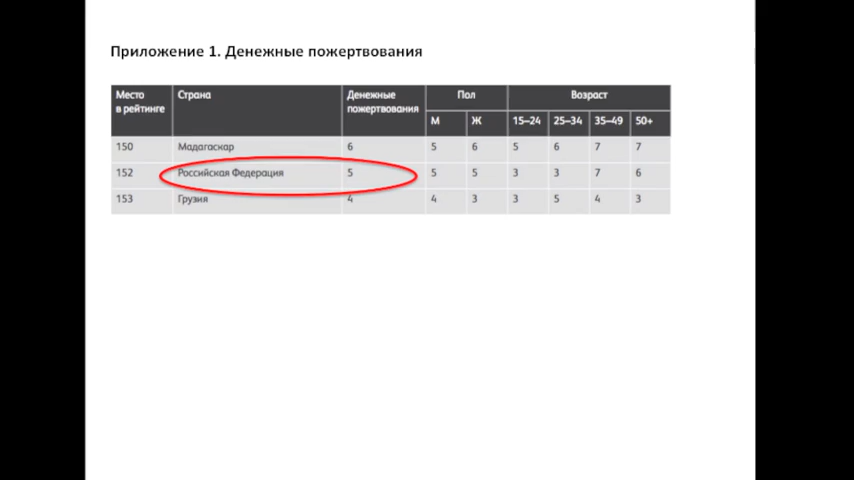 Приложение 1. Денежные пожертвования
Место в рейтинге Страна Денежные пожертвования Пол Возраст
М Ж 15–24 25–34 35–49 50+
150 Мадагаскар 6 5 6 5 6 7 7
152 Российская Федерация 5 5 5 3 3 7 6
153 Грузия 4 4 3 3 5 4 3